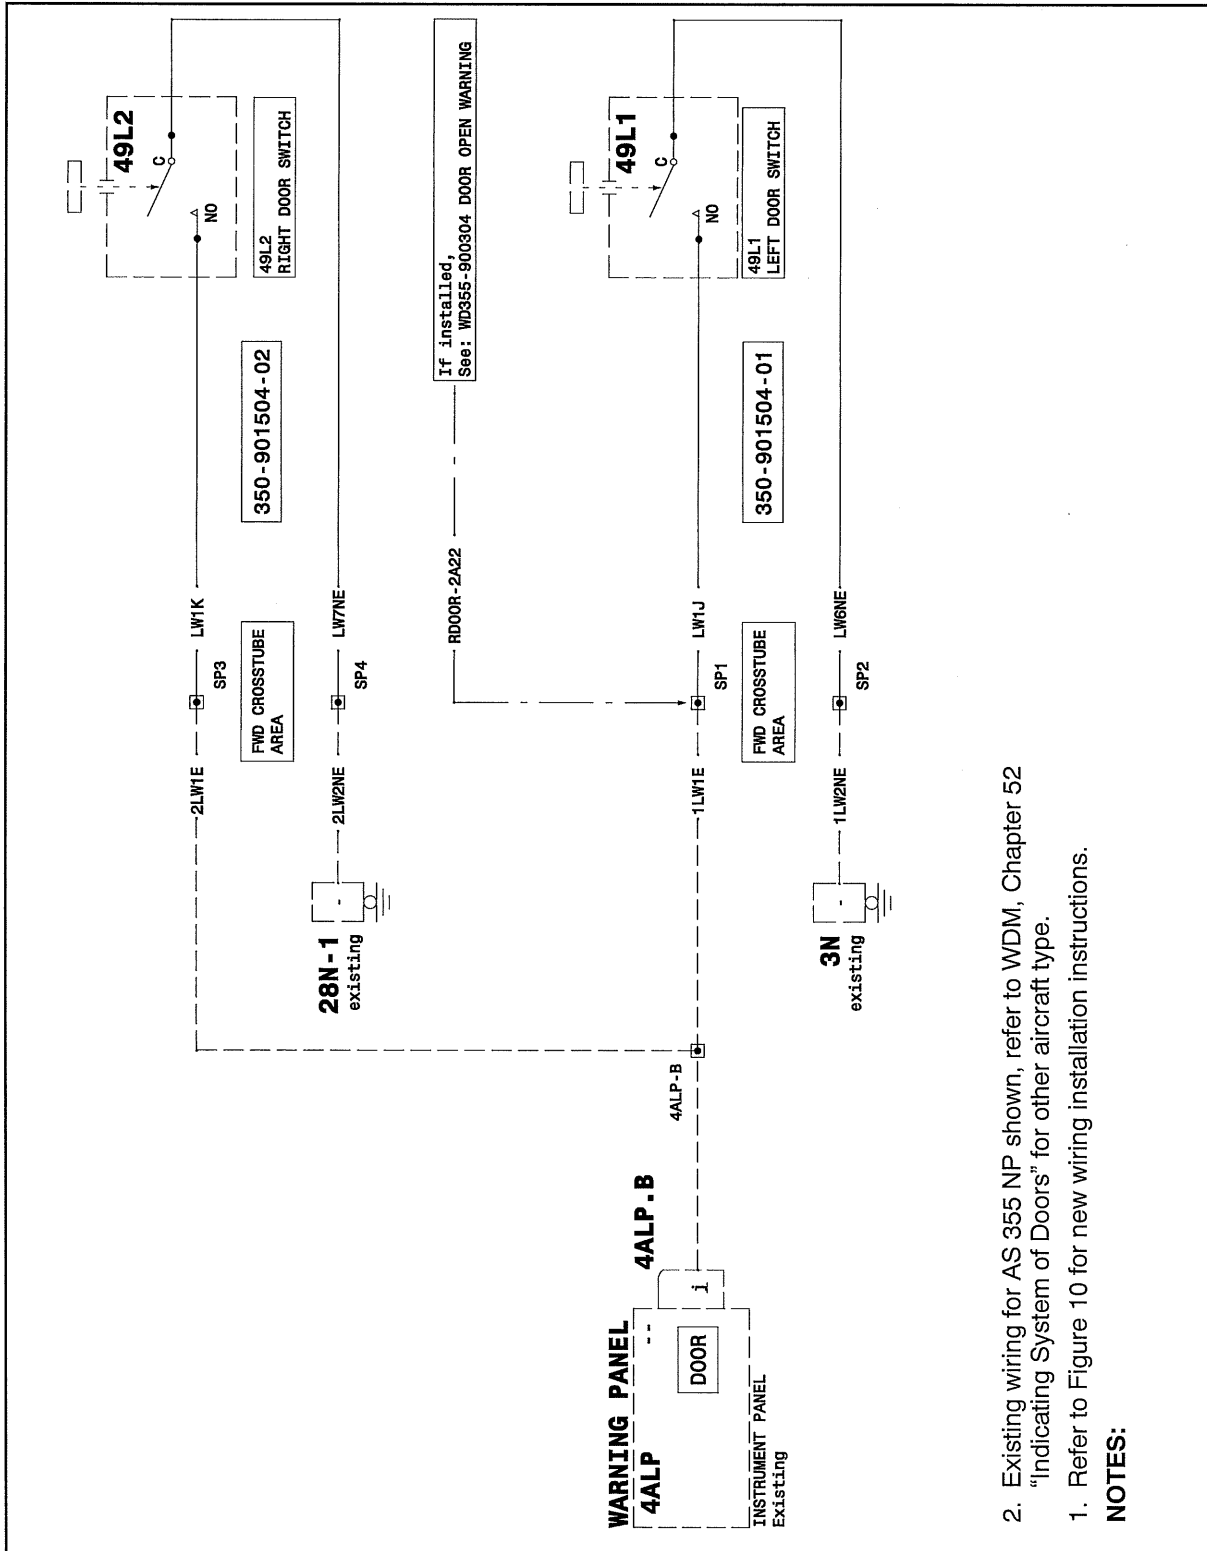 49L2
C
NO
49L2
RIGHT DOOR SWITCH
350-901504-02
LW1K
SP3
2LW1E
FWD CROSSTUBE
AREA
LW7NE
SP4
2LW2NE
28N-1
existing
If installed,
See: WD355-900304 DOOR OPEN WARNING
RDOOR-2A22
49L1
C
NO
49L1
LEFT DOOR SWITCH
350-901504-01
LW1J
SP1
1LW1E
FWD CROSSTUBE
AREA
LW6NE
SP2
1LW2NE
3N
existing
4ALP-B
WARNING PANEL
4ALP
--
4ALP.B
i
DOOR
INSTRUMENT PANEL
Existing
2. Existing wiring for AS 355 NP shown, refer to WDM, Chapter 52
“Indicating System of Doors” for other aircraft type.
1. Refer to Figure 10 for new wiring installation instructions.
NOTES: